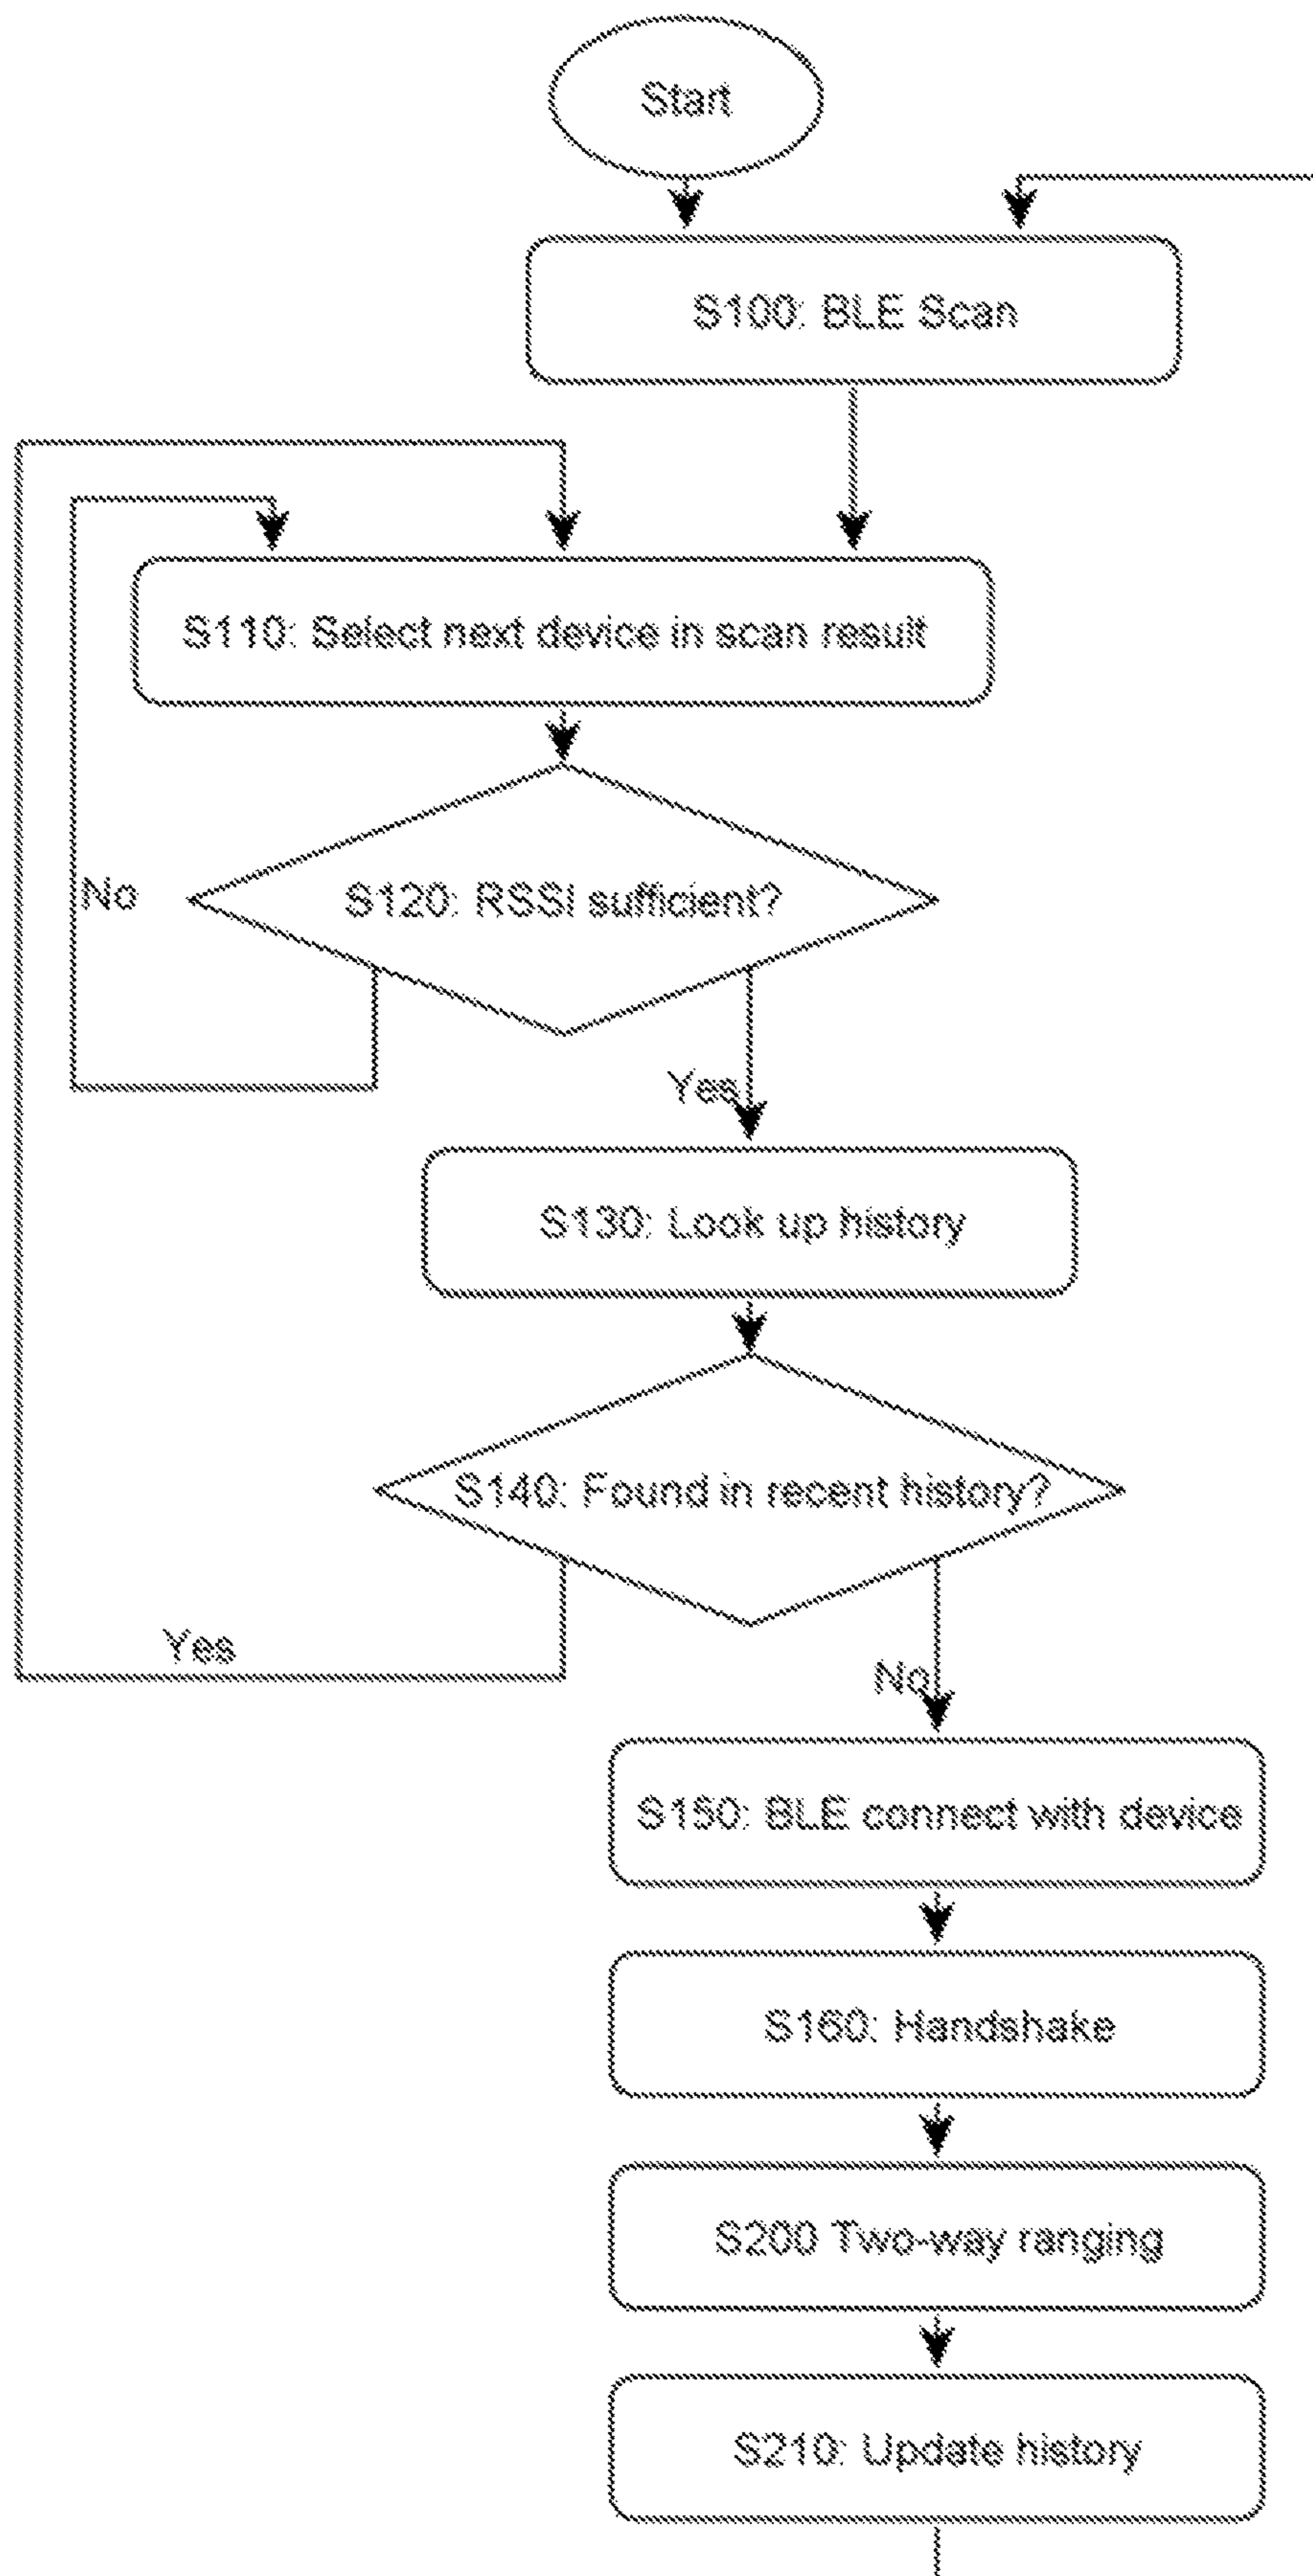 Start
S100: BLE Scan
S110: Select next device in scan result
No
S120: RSSI sufficient?
Yes
S130: Look up history
S140: Found in recent history?
Yes
No
S150: BLE connect with device
S160: Handshake
S200 Two-way ranging
S210: Update history